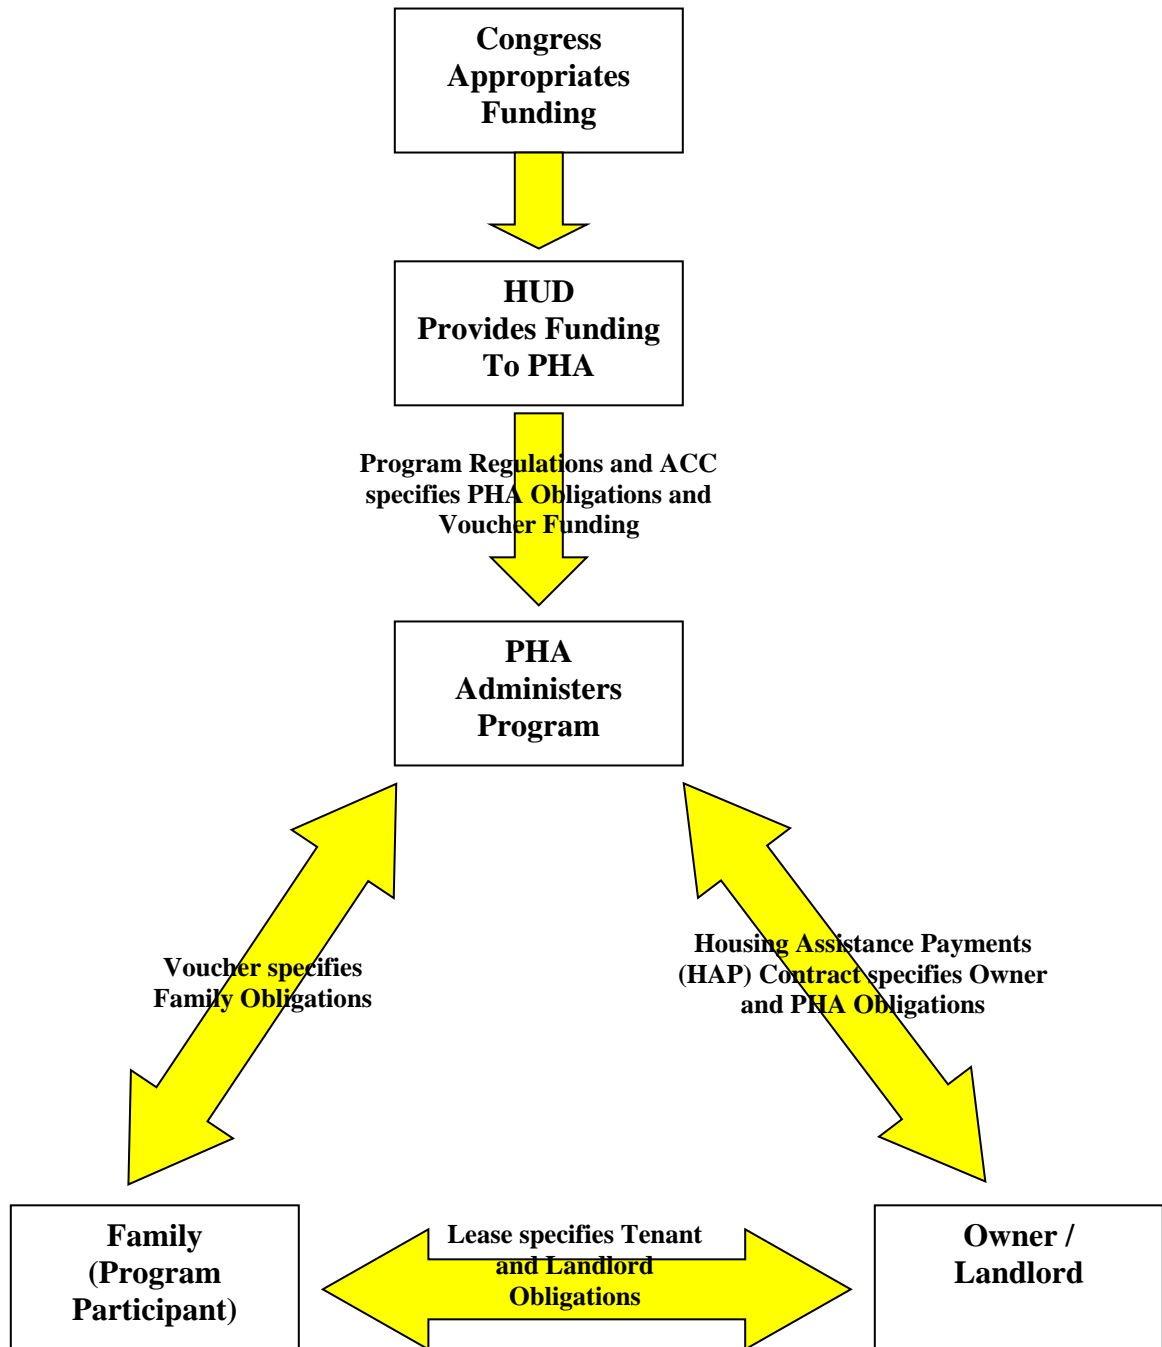 Congress
Appropriates
Funding
HUD
Provides Funding
To PHA
Program Regulations and ACC
specifies PHA Obligations and
Voucher Funding
PHA
Administers
Program
Voucher specifies
Family Obligations
Housing Assistance Payments
(HAP) Contract specifies Owner
and PHA Obligations
Family
(Program
Participant)
Lease specifies Tenant
and Landlord
Obligations
Owner /
Landlord